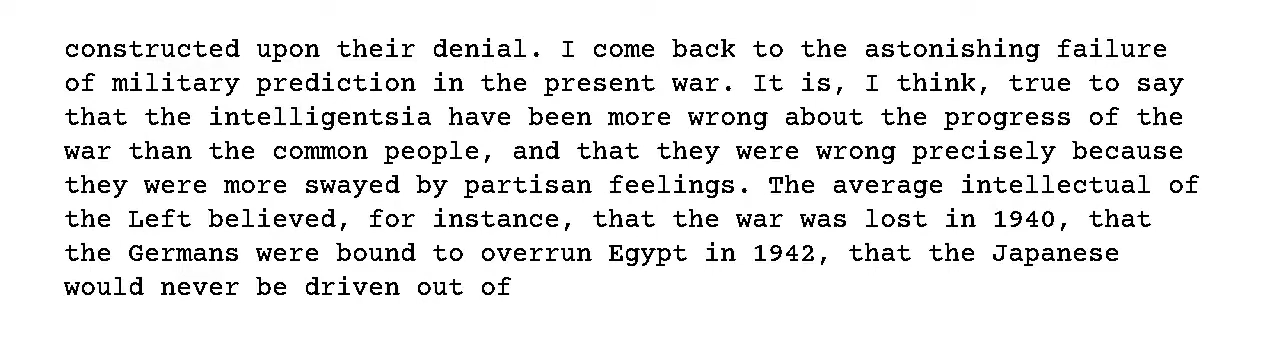 constructed upon their denial. I come back to the astonishing failure
of military prediction in the present war. It is, I think, true to say
that the intelligentsia have been more wrong about the progress of the
war than the common people, and that they were wrong precisely because
they were more swayed by partisan feelings. The average intellectual of
the Left believed, for instance, that the war was lost in 1940, that
the Germans were bound to overrun Egypt in 1942, that the Japanese
would never be driven out of